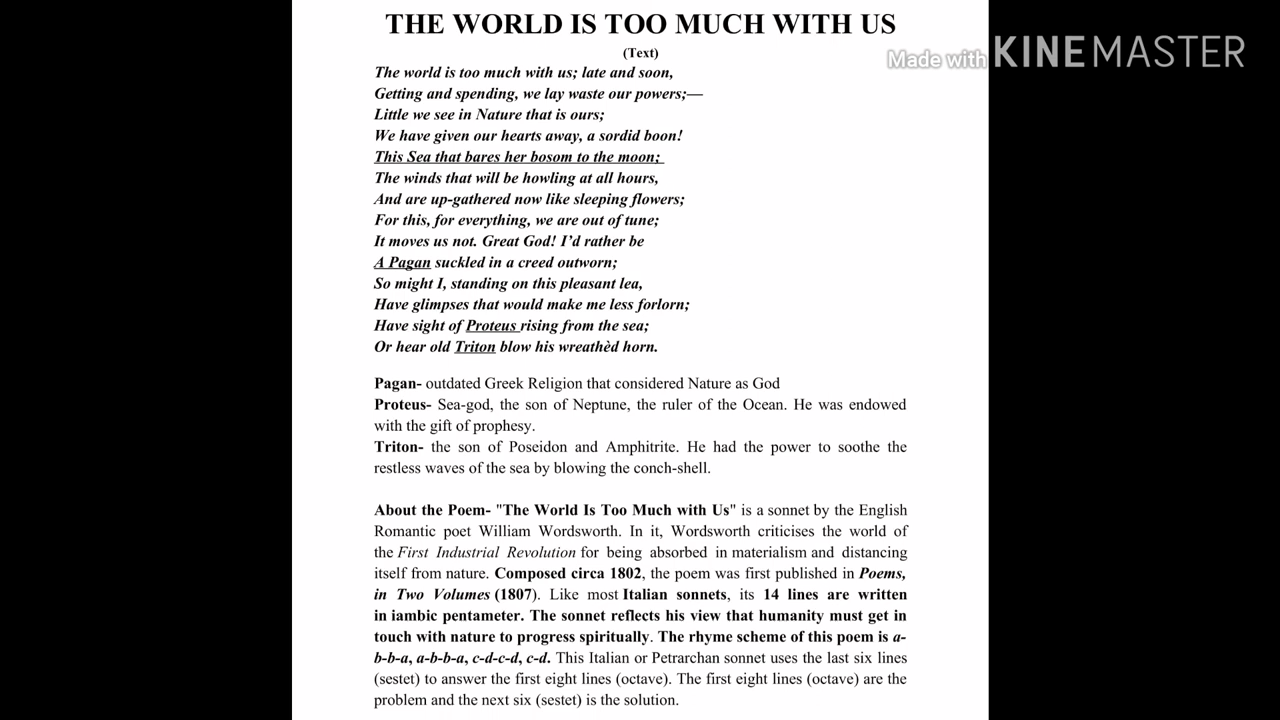 THE WORLD IS TOO MUCH WITH US
(Text)
Made with KINEMASTER
The world is too much with us; late and soon,
Getting and spending, we lay waste our powers;—
Little we see in Nature that is ours;
We have given our hearts away, a sordid boon!
This Sea that bares her bosom to the moon;
The winds that will be howling at all hours,
And are up-gathered now like sleeping flowers;
For this, for everything, we are out of tune;
It moves us not. Great God! I'd rather be
A Pagan suckled in a creed outworn;
So might I, standing on this pleasant lea,
Have glimpses that would make me less forlorn;
Have sight of Proteus rising from the sea;
Or hear old Triton blow his wreathèd horn.
Pagan- outdated Greek Religion that considered Nature as God
Proteus- Sea-god, the son of Neptune, the ruler of the Ocean. He was endowed
with the gift of prophesy.
Triton- the son of Poseidon and Amphitrite. He had the power to soothe the
restless waves of the sea by blowing the conch-shell.
About the Poem- "The World Is Too Much with Us" is a sonnet by the English
Romantic poet William Wordsworth. In it, Wordsworth criticises the world of
the First Industrial Revolution for being absorbed in materialism and distancing
itself from nature. Composed circa 1802, the poem was first published in Poems,
in Two Volumes (1807). Like most Italian sonnets, its 14 lines are written
in iambic pentameter. The sonnet reflects his view that humanity must get in
touch with nature to progress spiritually. The rhyme scheme of this poem is a-
b-b-a, a-b-b-a, c-d-c-d, c-d. This Italian or Petrarchan sonnet uses the last six lines
(sestet) to answer the first eight lines (octave). The first eight lines (octave) are the
problem and the next six (sestet) is the solution.